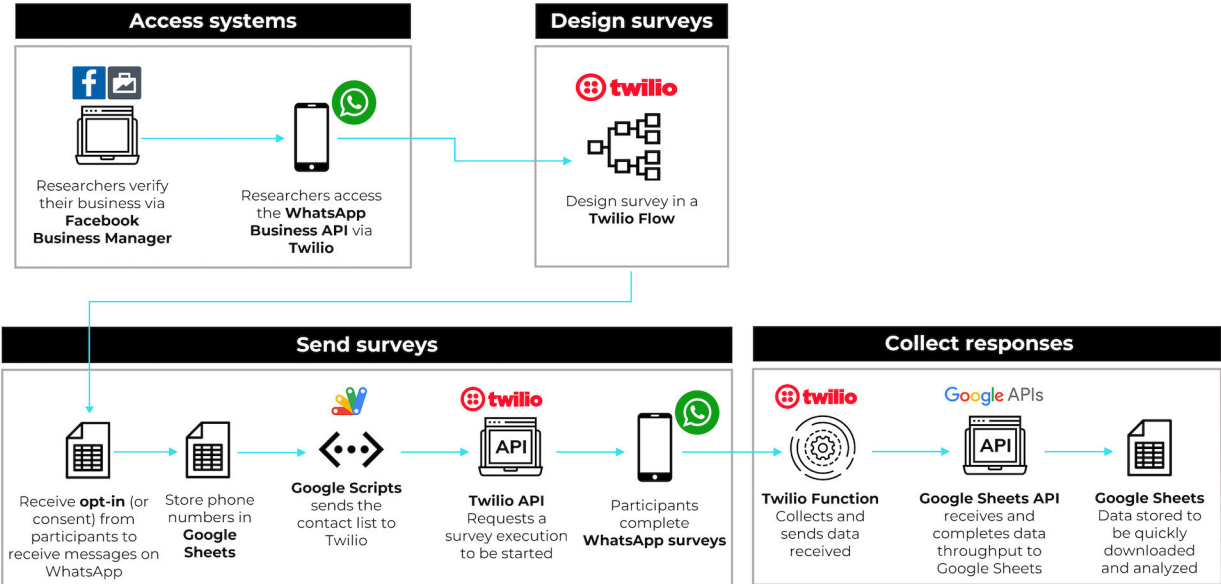 Access systems
Researchers verify
their business via
Facebook
Business Manager
Researchers access
the WhatsApp
Business API via
Twilio
Design surveys
twilio
Design survey in a
Twilio Flow
Send surveys
Receive opt-in (or
consent) from
participants to
receive messages on
WhatsApp
Store phone
numbers in
Google
Sheets
Google Scripts
sends the
contact list to
Twilio
twilio
API
Twilio API
Requests a
survey execution
to be started
Participants
complete
WhatsApp surveys
Collect responses
twilio
Twilio Function
Collects and
sends data
received
Google APIs
API
Google Sheets API
receives and
completes data
throughput to
Google Sheets
Google Sheets
Data stored to
be quickly
downloaded
and analyzed